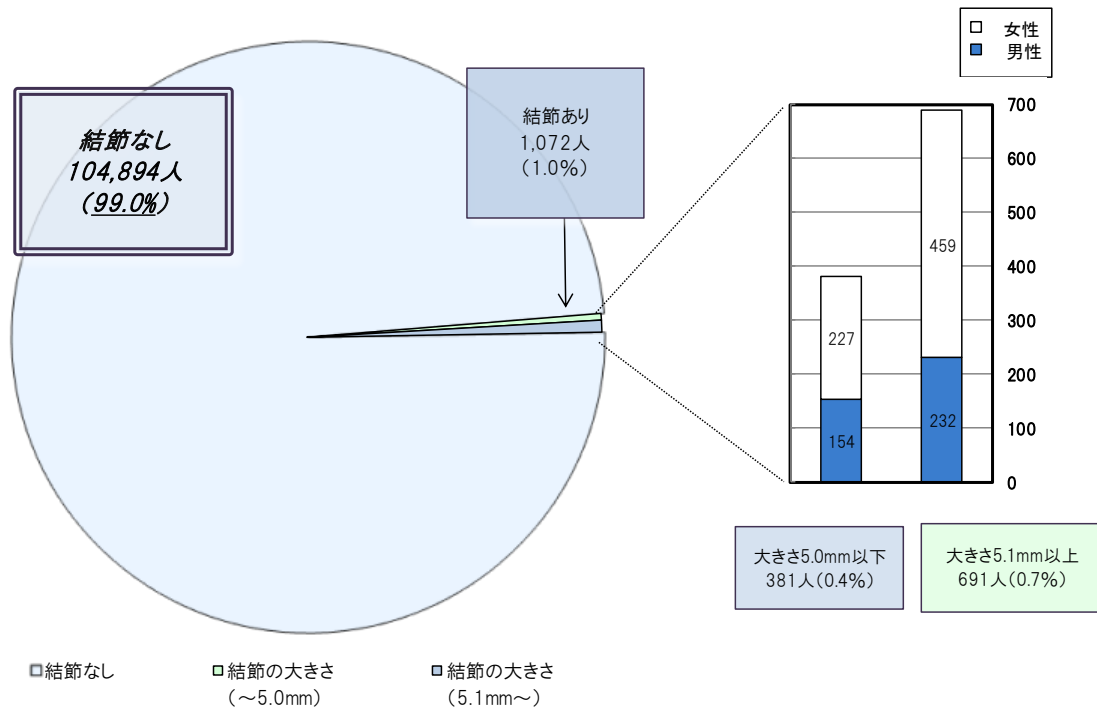 女性
男性
結節なし
104,894人
(99.0%)
結節あり
1,072人
(1.0%)
700
600
500
400
300
200
100
0
459
227
232
154
大きさ5.0mm以下
381人(0.4%)
大きさ5.1mm以上
691人(0.7%)
結節なし
結節の大きさ
(~5.0mm)
結節の大きさ
(5.1mm~)